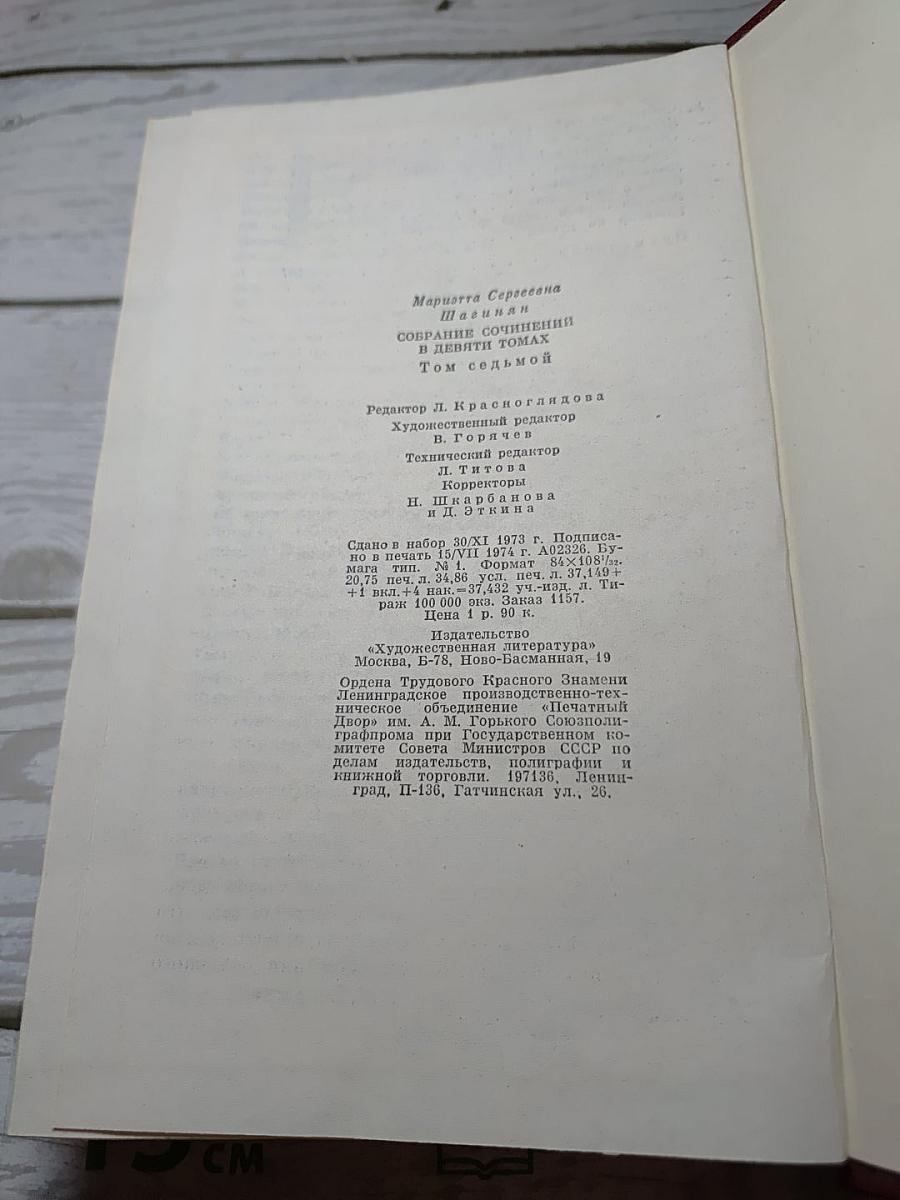 Мариэтта Сергеевна
Шагинян
СОБРАНИЕ СОЧИНЕНИЙ
В ДЕВЯТИ ТОМАХ
Том седьмой
Редактор Л. Красноглядова
Художественный редактор
В. Горячев
Технический редактор
Л. Титова
Корректоры
Н. Шкарбанова
и Д. Эткина
Сдано в набор 30/XI 1973 г. Подписа-
но в печать 15/VII 1974 г. А02326. Бу-
мага тип. № 1. Формат 84×108¹/₃₂.
20,75 печ. л. 34,86 усл. печ. л. 37,149+
+1 вкл.+4 нак.=37,432 уч.-изд. л. Ти-
раж 100 000 экз. Заказ 1157.
Цена 1 р. 90 к.
Издательство
«Художественная литература»
Москва, Б-78, Ново-Басманная, 19
Ордена Трудового Красного Знамени
Ленинградское производственно-тех-
ническое объединение «Печатный
Двор» им. А. М. Горького Союзполи-
графпрома при Государственном ко-
митете Совета Министров СССР по
делам издательств, полиграфии и
книжной торговли. 197136, Ленин-
град, П-136, Гатчинская ул., 26.
15 см